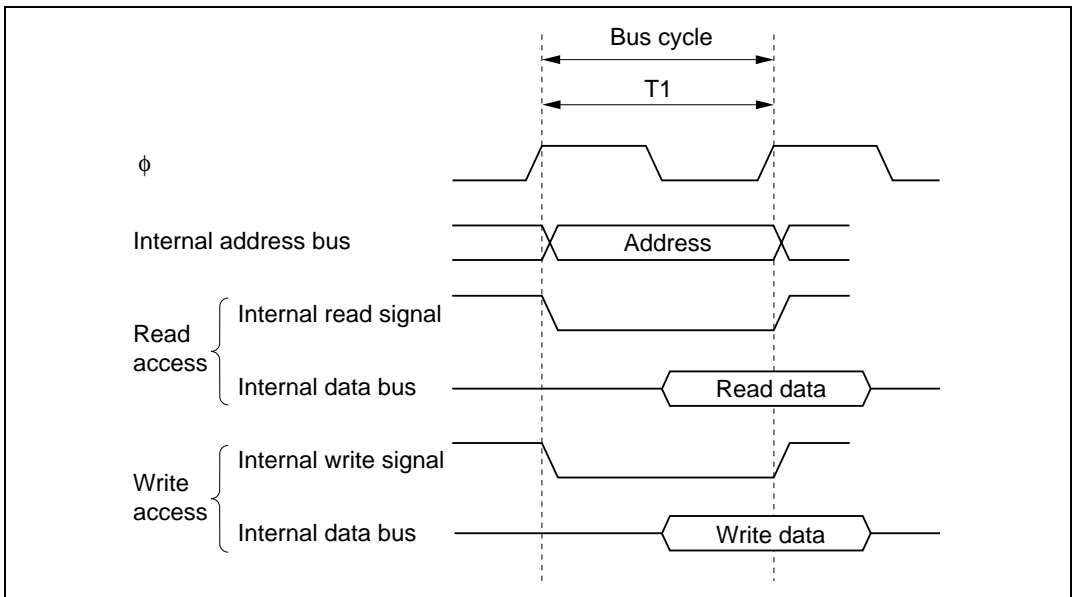 Bus cycle
T1
ϕ
Internal address bus
Address
Read
access
Internal read signal
Internal data bus
Read data
Write
access
Internal write signal
Internal data bus
Write data